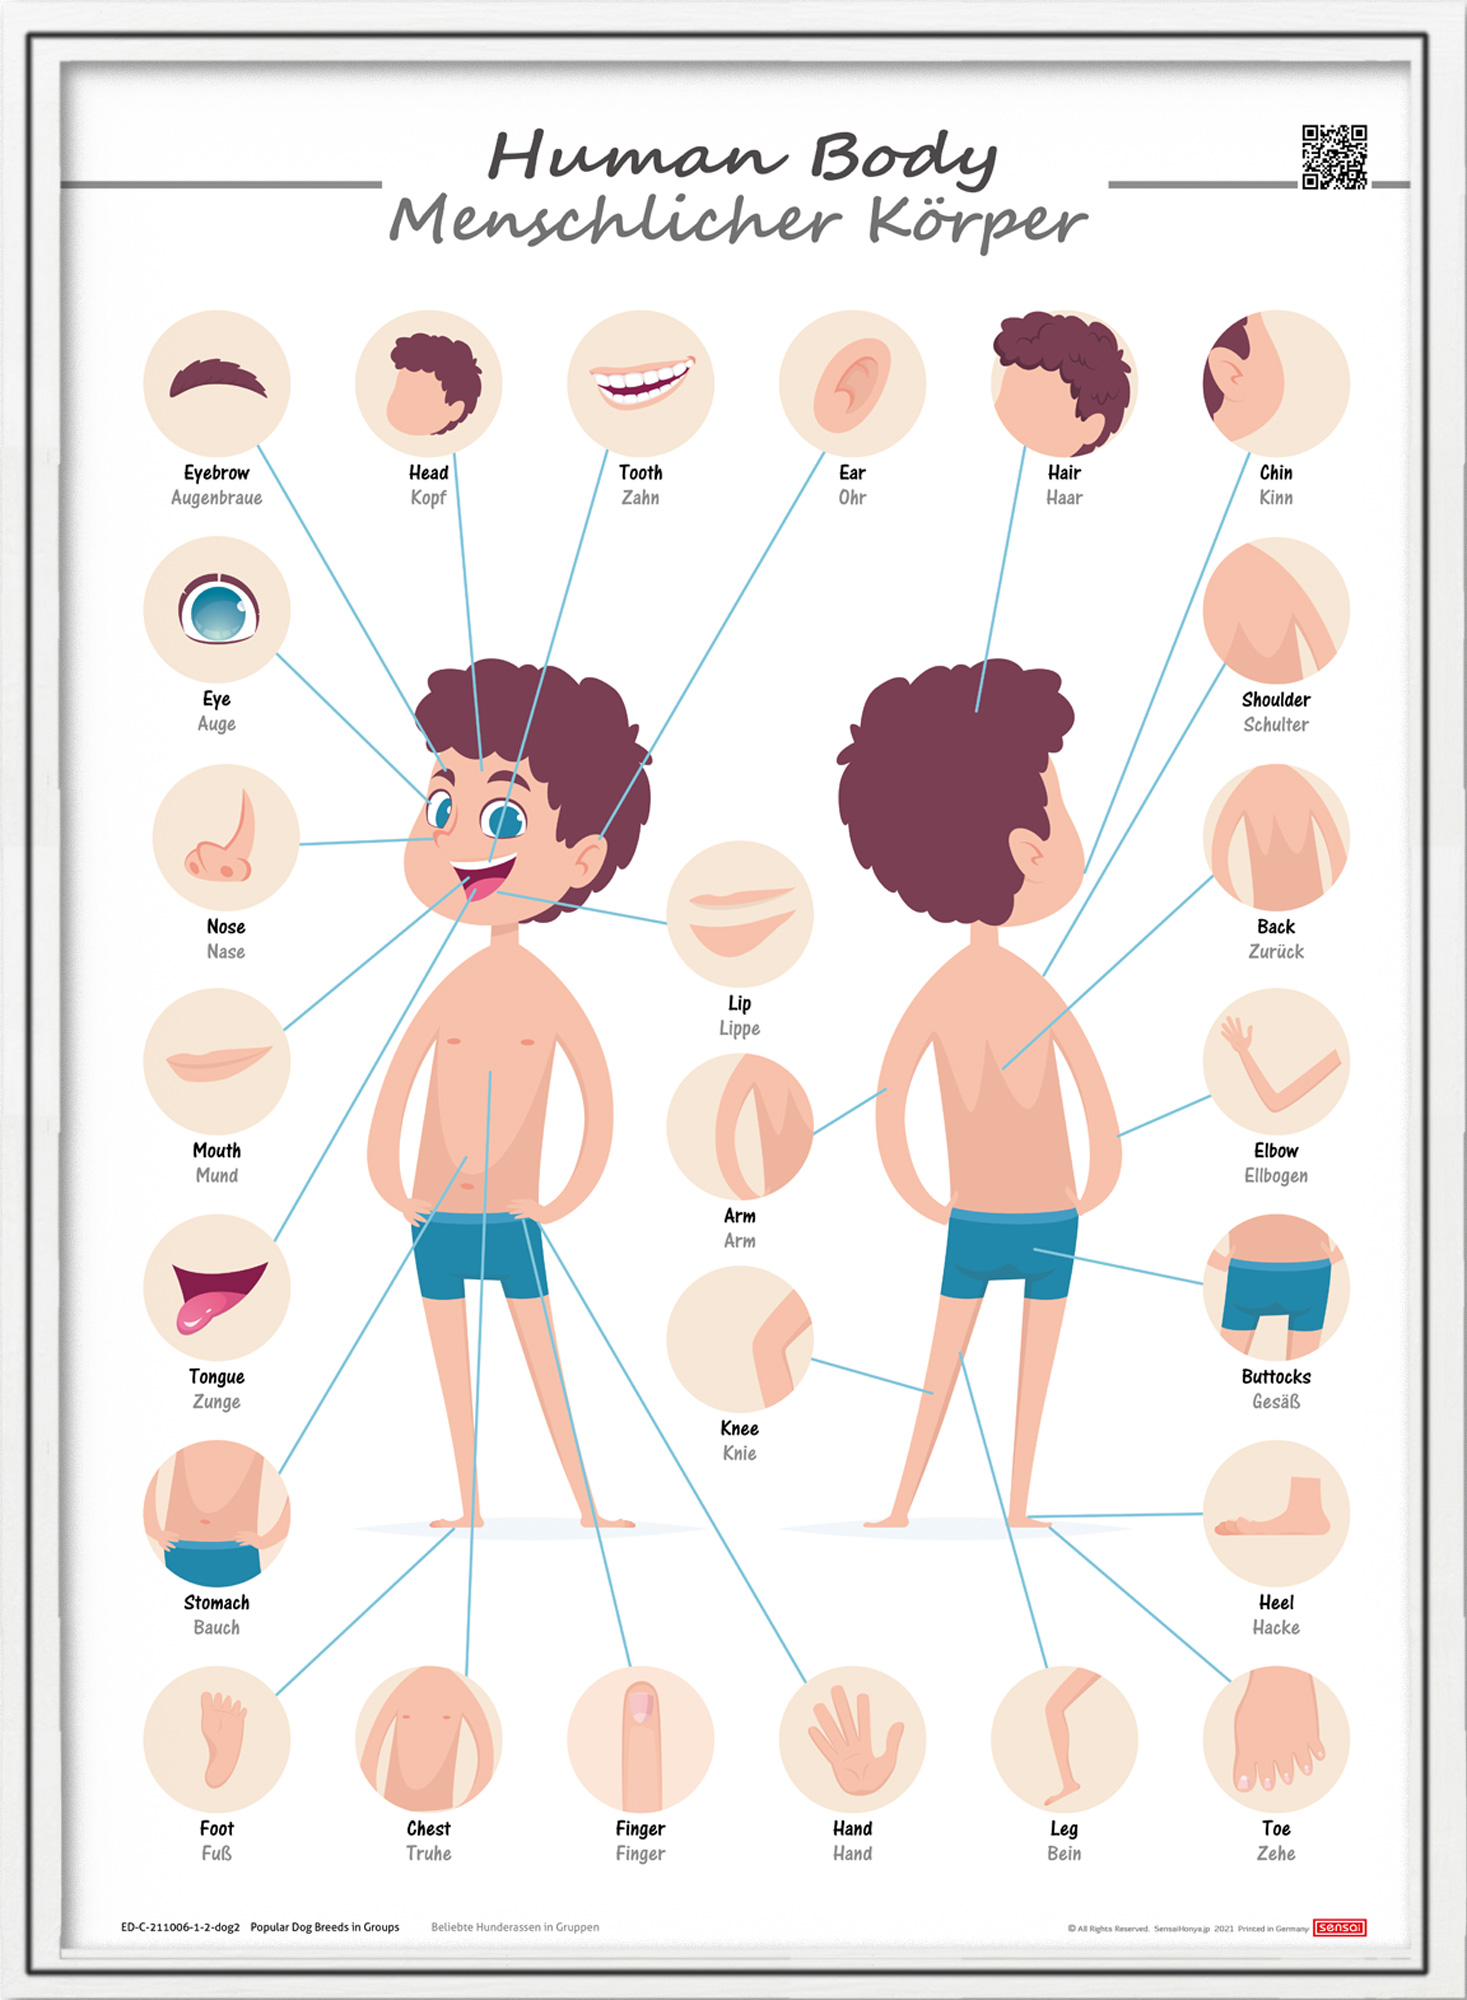 Human Body
Menschlicher Körper
Eyebrow
Augenbraue
Head
Kopf
Tooth
Zahn
Ear
Ohr
Hair
Haar
Chin
Kinn
Eye
Auge
Shoulder
Schulter
Nose
Nase
Back
Zurück
Lip
Lippe
Mouth
Mund
Elbow
Ellbogen
Arm
Arm
Tongue
Zunge
Buttocks
Gesäß
Knee
Knie
Stomach
Bauch
Heel
Hacke
Foot
Fuß
Chest
Truhe
Finger
Finger
Hand
Hand
Leg
Bein
Toe
Zehe
ED-C-211006-1-2-dog2 Popular Dog Breeds in Groups Beliebte Hunderassen in Gruppen
© All Rights Reserved. SensaiHonya.jp 2021 Printed in Germany sensai